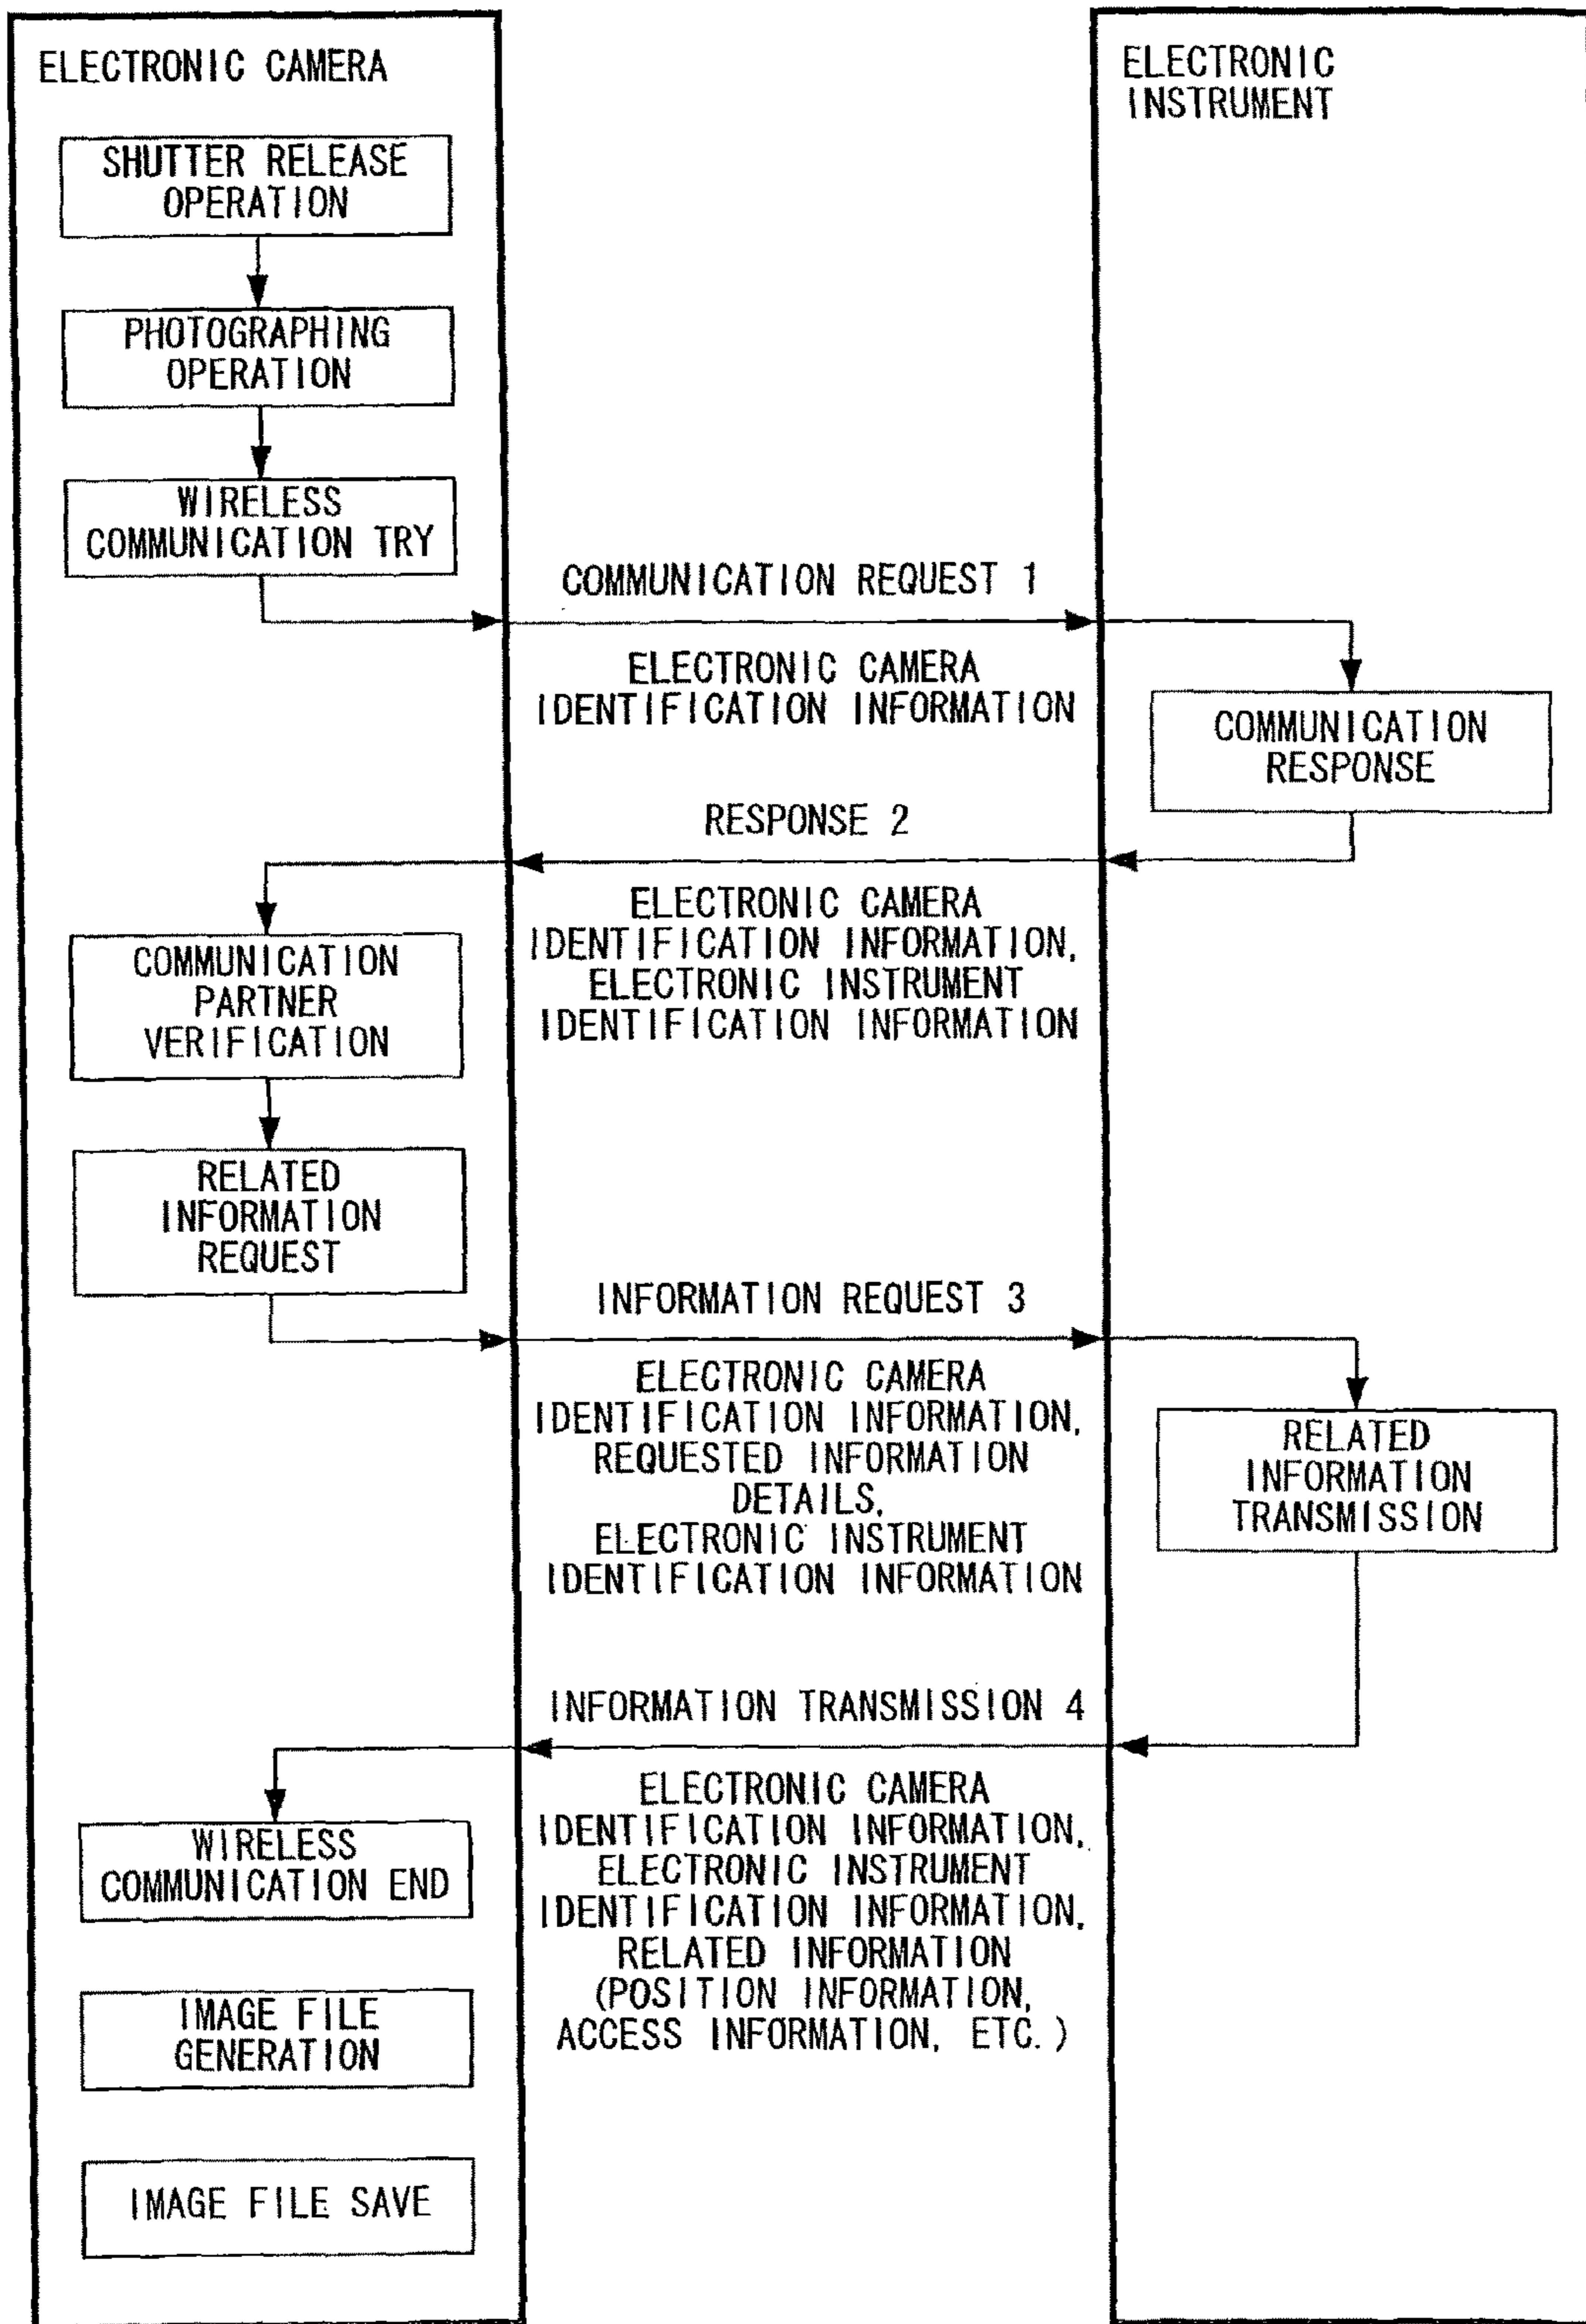 ELECTRONIC CAMERA
ELECTRONIC
INSTRUMENT
SHUTTER RELEASE
OPERATION
PHOTOGRAPHING
OPERATION
WIRELESS
COMMUNICATION TRY
COMMUNICATION REQUEST 1
ELECTRONIC CAMERA
IDENTIFICATION INFORMATION
COMMUNICATION
RESPONSE
RESPONSE 2
ELECTRONIC CAMERA
IDENTIFICATION INFORMATION,
ELECTRONIC INSTRUMENT
IDENTIFICATION INFORMATION
COMMUNICATION
PARTNER
VERIFICATION
RELATED
INFORMATION
REQUEST
INFORMATION REQUEST 3
ELECTRONIC CAMERA
IDENTIFICATION INFORMATION,
REQUESTED INFORMATION
DETAILS,
ELECTRONIC INSTRUMENT
IDENTIFICATION INFORMATION
RELATED
INFORMATION
TRANSMISSION
INFORMATION TRANSMISSION 4
ELECTRONIC CAMERA
IDENTIFICATION INFORMATION,
ELECTRONIC INSTRUMENT
IDENTIFICATION INFORMATION,
RELATED INFORMATION
(POSITION INFORMATION,
ACCESS INFORMATION, ETC.)
WIRELESS
COMMUNICATION END
IMAGE FILE
GENERATION
IMAGE FILE SAVE